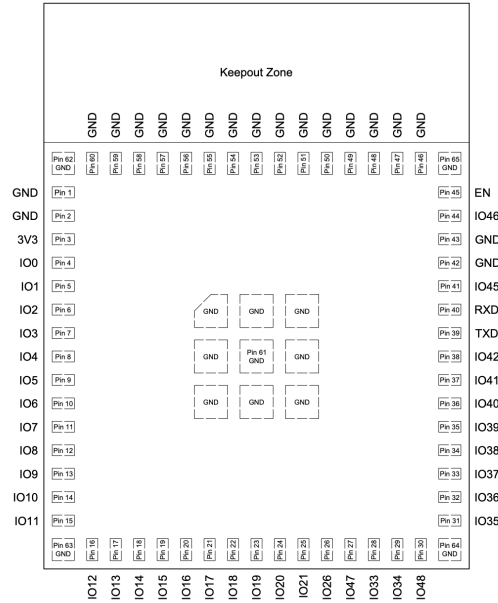 Keepout Zone
GND GND GND GND GND GND GND GND GND GND GND GND GND GND GND
Pin 62 GND Pin 60 Pin 59 Pin 58 Pin 57 Pin 56 Pin 55 Pin 54 Pin 53 Pin 52 Pin 51 Pin 50 Pin 49 Pin 48 Pin 47 Pin 46 Pin 65 GND
GND Pin 1 Pin 45 EN
GND Pin 2 Pin 44 IO46
3V3 Pin 3 Pin 43 GND
IO0 Pin 4 Pin 42 GND
IO1 Pin 5 Pin 41 IO45
IO2 Pin 6 GND GND GND Pin 40 RXD
IO3 Pin 7 Pin 39 TXD
IO4 Pin 8 GND Pin 61 GND GND Pin 38 IO42
IO5 Pin 9 Pin 37 IO41
IO6 Pin 10 GND GND GND Pin 36 IO40
IO7 Pin 11 Pin 35 IO39
IO8 Pin 12 Pin 34 IO38
IO9 Pin 13 Pin 33 IO37
IO10 Pin 14 Pin 32 IO36
IO11 Pin 15 Pin 31 IO35
Pin 63 GND Pin 16 Pin 17 Pin 18 Pin 19 Pin 20 Pin 21 Pin 22 Pin 23 Pin 24 Pin 25 Pin 26 Pin 27 Pin 28 Pin 29 Pin 30 Pin 64 GND
IO12 IO13 IO14 IO15 IO16 IO17 IO18 IO19 IO20 IO21 IO26 IO47 IO33 IO34 IO48